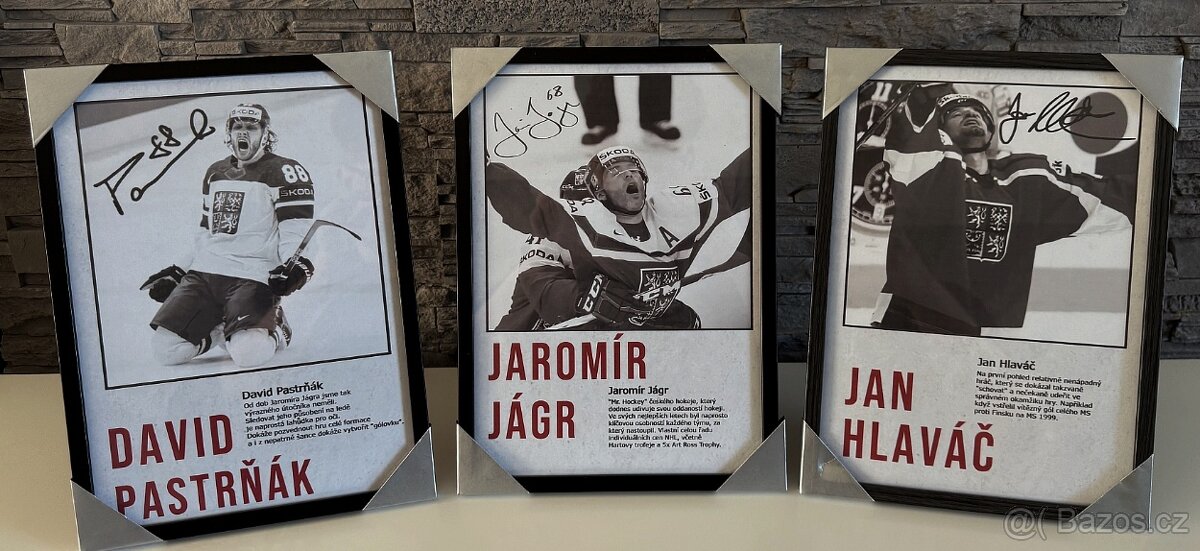 88
88
ŠKODA
DAVID
PASTRŇÁK
David Pastrňák
Od dob Jaromíra Jágra jsme tak
výrazného útočníka neměli.
Sledovat jeho působení na ledě
je naprostá lahůdka pro oči.
Dokáže pozvednout hru celé formace
a i z nepatrné šance dokáže vytvořit "gólovku".
68
ŠKODA
A
ŠKODA
CCM
JAROMÍR
JÁGR
Jaromír Jágr
"Mr. Hockey" českého hokeje, který
dodnes udivuje svou oddaností hokeji.
Ve svých nejlepších letech byl naprosto
klíčovou osobností každého týmu, za
který nastoupil. Vlastní celou řadu
individuálních cen NHL, včetně
Hartovy trofeje a 5x Art Ross Trophy.
JAN
HLAVÁČ
Jan Hlaváč
Na první pohled relativně nenápadný
hráč, který se dokázal takzvaně
"schovat" a nečekaně udeřit ve
správném okamžiku hry. Například
když vstřelil vítězný gól celého MS
proti Finsku na MS 1999.
@( Bazos.cz